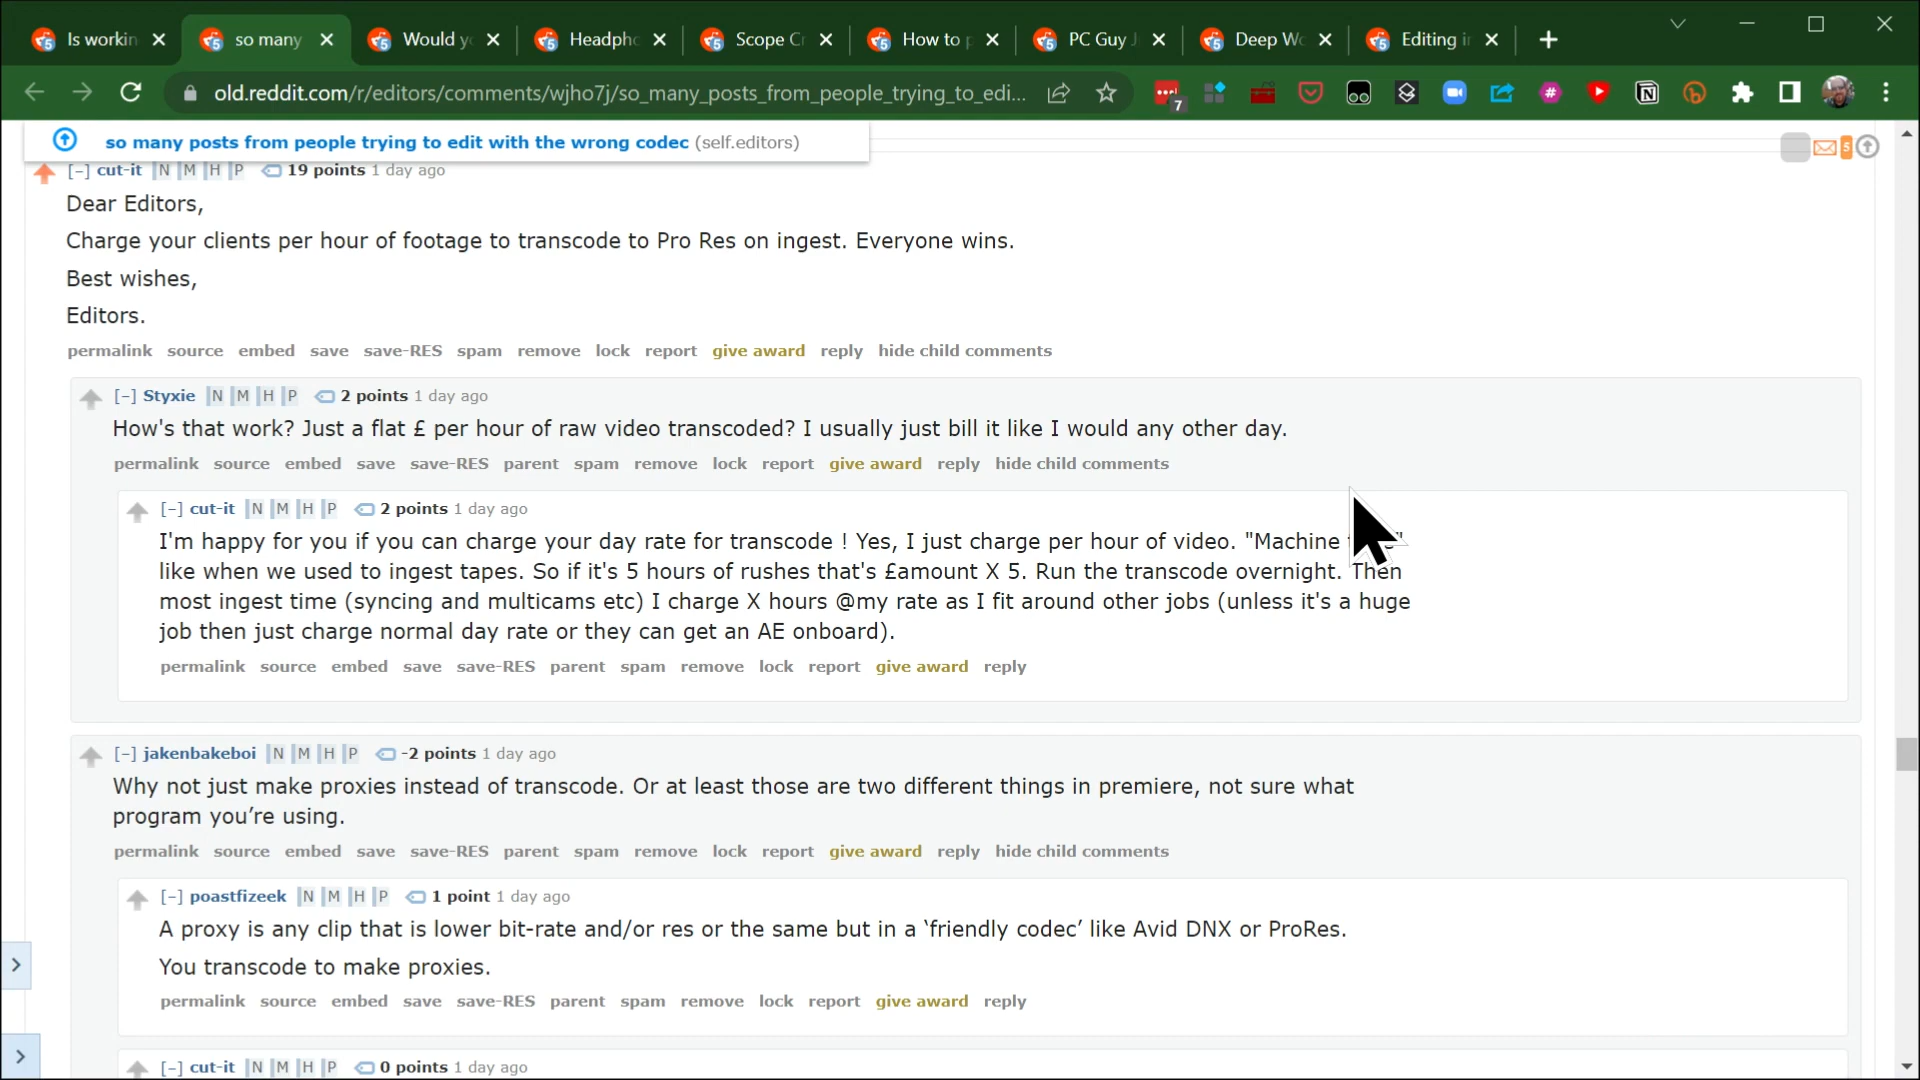 Is workin
so many
Would y
Headpho
Scope Cr
How to p
PC Guy J
Deep Wo
Editing i
old.reddit.com/r/editors/comments/wjho7j/so_many_posts_from_people_trying_to_edi...
7
so many posts from people trying to edit with the wrong codec (self.editors)
5
[–] cut-it N M H P 19 points 1 day ago
Dear Editors,
Charge your clients per hour of footage to transcode to Pro Res on ingest. Everyone wins.
Best wishes,
Editors.
permalink source embed save save-RES spam remove lock report give award reply hide child comments
[–] Styxie N M H P 2 points 1 day ago
How's that work? Just a flat £ per hour of raw video transcoded? I usually just bill it like I would any other day.
permalink source embed save save-RES parent spam remove lock report give award reply hide child comments
[–] cut-it N M H P 2 points 1 day ago
I'm happy for you if you can charge your day rate for transcode ! Yes, I just charge per hour of video. "Machine
like when we used to ingest tapes. So if it's 5 hours of rushes that's £amount X 5. Run the transcode overnight. Then
most ingest time (syncing and multicams etc) I charge X hours @my rate as I fit around other jobs (unless it's a huge
job then just charge normal day rate or they can get an AE onboard).
permalink source embed save save-RES parent spam remove lock report give award reply
[–] jakenbakeboi N M H P -2 points 1 day ago
Why not just make proxies instead of transcode. Or at least those are two different things in premiere, not sure what
program you’re using.
permalink source embed save save-RES parent spam remove lock report give award reply hide child comments
[–] poastfizeek N M H P 1 point 1 day ago
A proxy is any clip that is lower bit-rate and/or res or the same but in a ‘friendly codec’ like Avid DNX or ProRes.
You transcode to make proxies.
permalink source embed save save-RES parent spam remove lock report give award reply
[–] cut-it N M H P 0 points 1 day ago